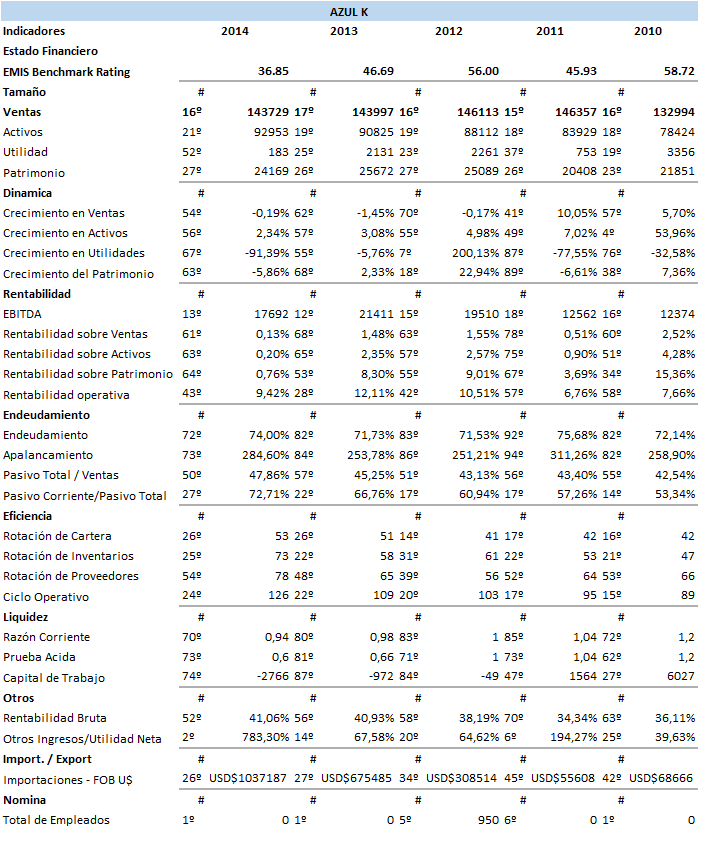 AZUL K
Indicadores 2014 2013 2012 2011 2010
Estado Financiero
EMIS Benchmark Rating 36.85 46.69 56.00 45.93 58.72
Tamaño # # # # #
Ventas 16º 143729 17º 143997 16º 146113 15º 146357 16º 132994
Activos 21º 92953 19º 90825 19º 88112 18º 83929 18º 78424
Utilidad 52º 183 25º 2131 23º 2261 37º 753 19º 3356
Patrimonio 27º 24169 26º 25672 27º 25089 26º 20408 23º 21851
Dinamica # # # # #
Crecimiento en Ventas 54º -0,19% 62º -1,45% 70º -0,17% 41º 10,05% 57º 5,70%
Crecimiento en Activos 56º 2,34% 57º 3,08% 55º 4,98% 49º 7,02% 4º 53,96%
Crecimiento en Utilidades 67º -91,39% 55º -5,76% 7º 200,13% 87º -77,55% 76º -32,58%
Crecimiento del Patrimonio 63º -5,86% 68º 2,33% 18º 22,94% 89º -6,61% 38º 7,36%
Rentabilidad # # # # #
EBITDA 13º 17692 12º 21411 15º 19510 18º 12562 16º 12374
Rentabilidad sobre Ventas 61º 0,13% 68º 1,48% 63º 1,55% 78º 0,51% 60º 2,52%
Rentabilidad sobre Activos 63º 0,20% 65º 2,35% 57º 2,57% 75º 0,90% 51º 4,28%
Rentabilidad sobre Patrimonio 64º 0,76% 53º 8,30% 55º 9,01% 67º 3,69% 34º 15,36%
Rentabilidad operativa 43º 9,42% 28º 12,11% 42º 10,51% 57º 6,76% 58º 7,66%
Endeudamiento # # # # #
Endeudamiento 72º 74,00% 82º 71,73% 83º 71,53% 92º 75,68% 82º 72,14%
Apalancamiento 73º 284,60% 84º 253,78% 86º 251,21% 94º 311,26% 82º 258,90%
Pasivo Total / Ventas 50º 47,86% 57º 45,25% 51º 43,13% 56º 43,40% 55º 42,54%
Pasivo Corriente/Pasivo Total 27º 72,71% 22º 66,76% 17º 60,94% 17º 57,26% 14º 53,34%
Eficiencia # # # # #
Rotación de Cartera 26º 53 26º 51 14º 41 17º 42 16º 42
Rotación de Inventarios 25º 73 22º 58 31º 61 22º 53 21º 47
Rotación de Proveedores 54º 78 48º 65 39º 56 52º 64 53º 66
Ciclo Operativo 24º 126 22º 109 20º 103 17º 95 15º 89
Liquidez # # # # #
Razón Corriente 70º 0,94 80º 0,98 83º 1 85º 1,04 72º 1,2
Prueba Acida 73º 0,6 81º 0,66 71º 1 73º 1,04 62º 1,2
Capital de Trabajo 74º -2766 87º -972 84º -49 47º 1564 27º 6027
Otros # # # # #
Rentabilidad Bruta 52º 41,06% 56º 40,93% 58º 38,19% 70º 34,34% 63º 36,11%
Otros Ingresos/Utilidad Neta 2º 783,30% 14º 67,58% 20º 64,62% 6º 194,27% 25º 39,63%
Import. / Export # # # # #
Importaciones - FOB U$ 26º USD$1037187 27º USD$675485 34º USD$308514 45º USD$55608 42º USD$68666
Nomina # # # # #
Total de Empleados 1º 0 1º 0 5º 950 6º 0 1º 0